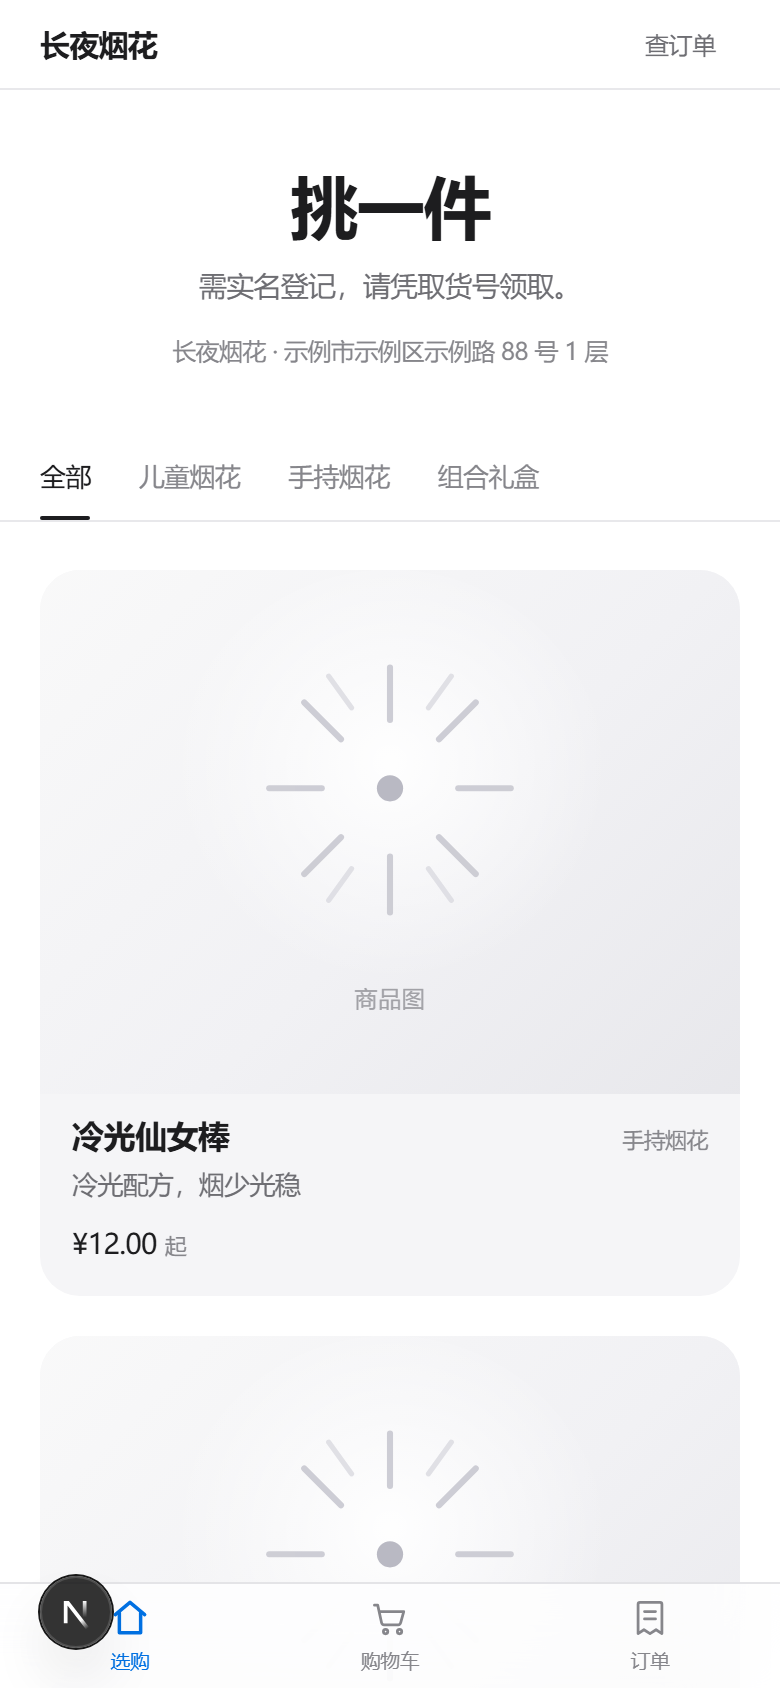 长夜烟花
查订单
挑一件
需实名登记，请凭取货号领取。
长夜烟花 · 示例市示例区示例路 88 号 1 层
全部 儿童烟花 手持烟花 组合礼盒
商品图
冷光仙女棒
手持烟花
冷光配方，烟少光稳
¥12.00 起
N
选购 购物车 订单